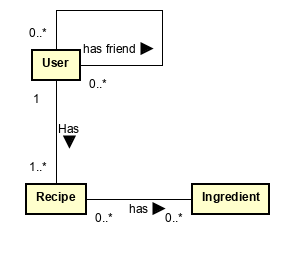 0..*
has friend
User
0..*
1
Has
1..*
Recipe
Ingredient
has
0..*
0..*